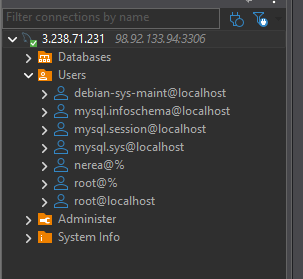 Filter connections by name
3.238.71.231 98.92.133.94:3306
Databases
Users
debian-sys-maint@localhost
mysql.infoschema@localhost
mysql.session@localhost
mysql.sys@localhost
nerea@%
root@%
root@localhost
Administer
System Info